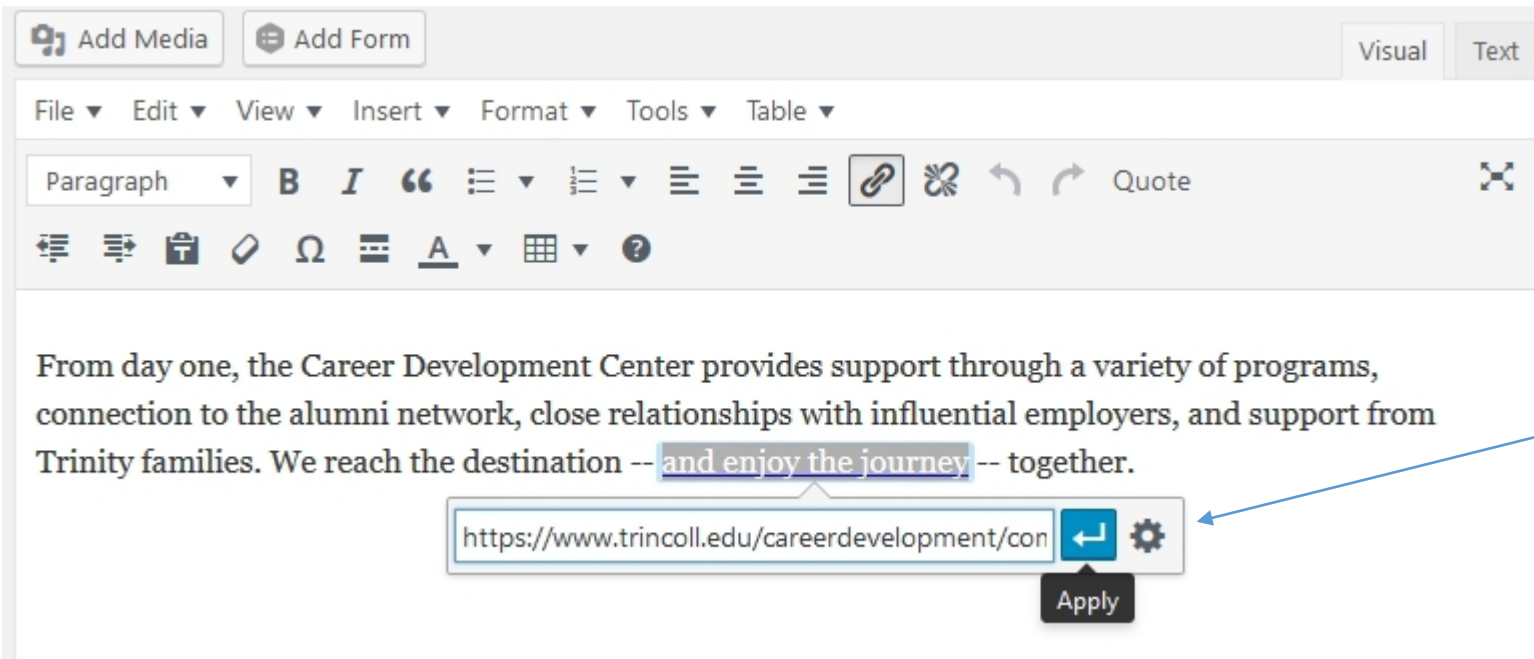 Add Media Add Form
Visual Text
File Edit View Insert Format Tools Table
Paragraph B I Quote
Ω A
From day one, the Career Development Center provides support through a variety of programs,
connection to the alumni network, close relationships with influential employers, and support from
Trinity families. We reach the destination -- and enjoy the journey -- together.
https://www.trincoll.edu/careerdevelopment/con
Apply